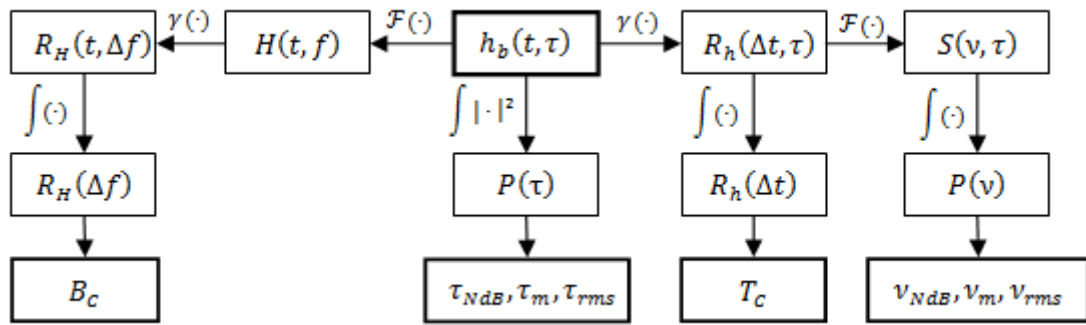 γ(·) ℱ(·) γ(·) ℱ(·)
R_H(t, Δf) H(t, f) h_b(t, τ) R_h(Δt, τ) S(ν, τ)
∫(·) ∫|·|² ∫(·) ∫(·)
R_H(Δf) P(τ) R_h(Δt) P(ν)
B_C τ_NdB, τ_m, τ_rms T_C ν_NdB, ν_m, ν_rms